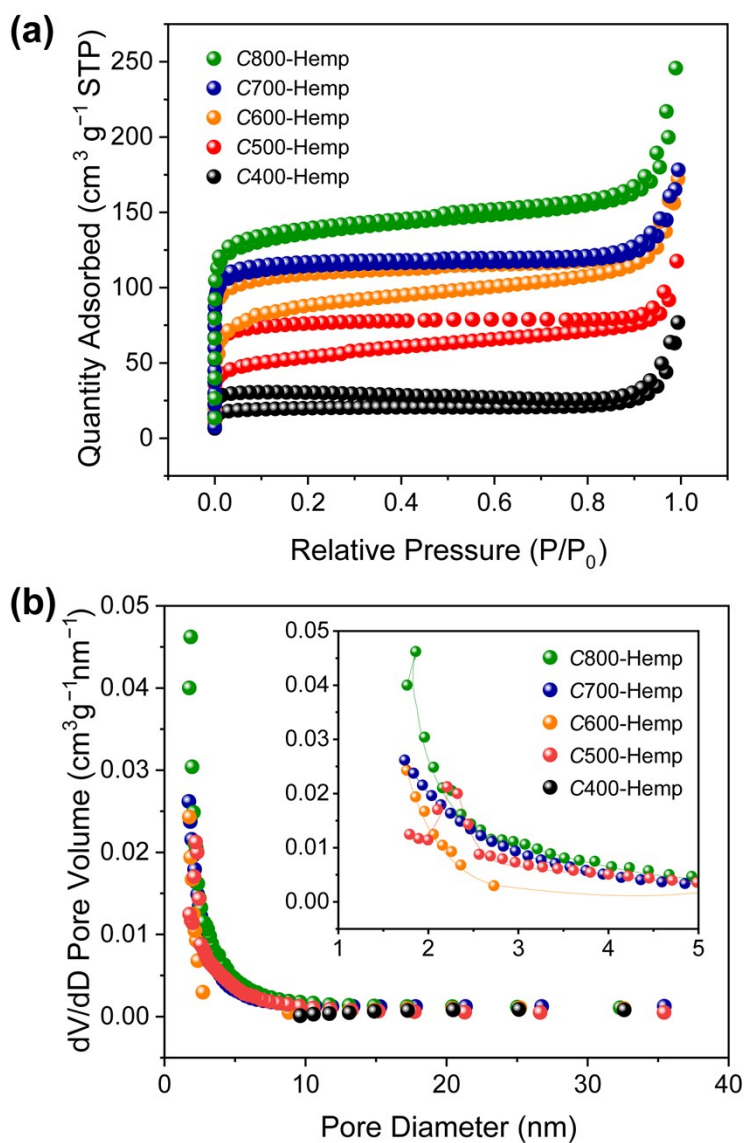 (a)
Quantity Adsorbed (cm³ g⁻¹ STP)
250
200
150
100
50
0
C800-Hemp
C700-Hemp
C600-Hemp
C500-Hemp
C400-Hemp
0.0 0.2 0.4 0.6 0.8 1.0
Relative Pressure (P/P₀)
(b)
dV/dD Pore Volume (cm³g⁻¹nm⁻¹)
0.05
0.04
0.03
0.02
0.01
0.00
0.05
0.04
0.03
0.02
0.01
0.00
C800-Hemp
C700-Hemp
C600-Hemp
C500-Hemp
C400-Hemp
1 2 3 4 5
0 10 20 30 40
Pore Diameter (nm)